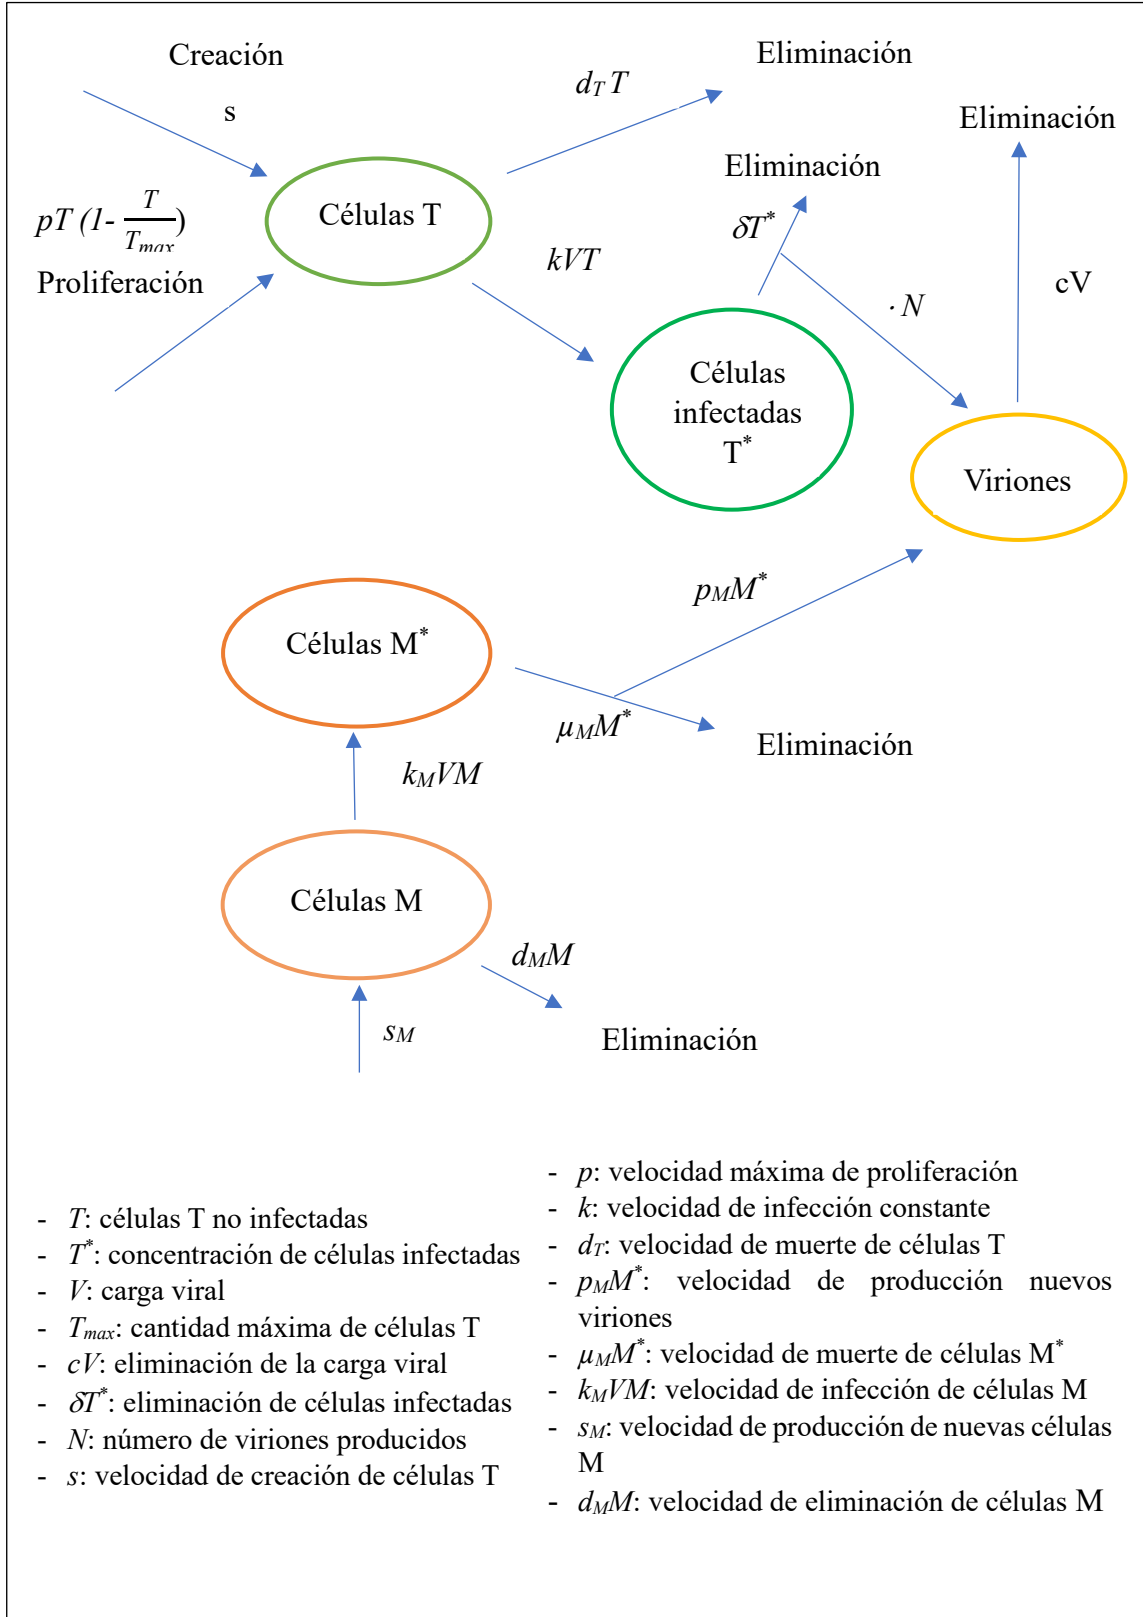 Creación
Eliminación
d_T T
s
Eliminación
Eliminación
pT (1- T/T_max)
Células T
δT*
Proliferación
kVT
cV
· N
Células
infectadas
T*
Viriones
p_M M*
Células M*
μ_M M*
Eliminación
k_M VM
Células M
d_M M
s_M
Eliminación
- T: células T no infectadas
- T*: concentración de células infectadas
- V: carga viral
- T_max: cantidad máxima de células T
- cV: eliminación de la carga viral
- δT*: eliminación de células infectadas
- N: número de viriones producidos
- s: velocidad de creación de células T
- p: velocidad máxima de proliferación
- k: velocidad de infección constante
- d_T: velocidad de muerte de células T
- p_M M*: velocidad de producción nuevos
viriones
- μ_M M*: velocidad de muerte de células M*
- k_M VM: velocidad de infección de células M
- s_M: velocidad de producción de nuevas células
M
- d_M M: velocidad de eliminación de células M